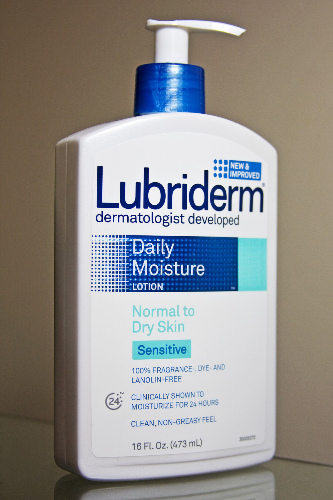 NEW &
IMPROVED
Lubriderm®
dermatologist developed
Daily
Moisture
LOTION
Normal to
Dry Skin
Sensitive
100% FRAGRANCE-, DYE- AND
LANOLIN-FREE
24
CLINICALLY SHOWN TO
MOISTURIZE FOR 24 HOURS
CLEAN, NON-GREASY FEEL
16 Fl. Oz. (473 mL)